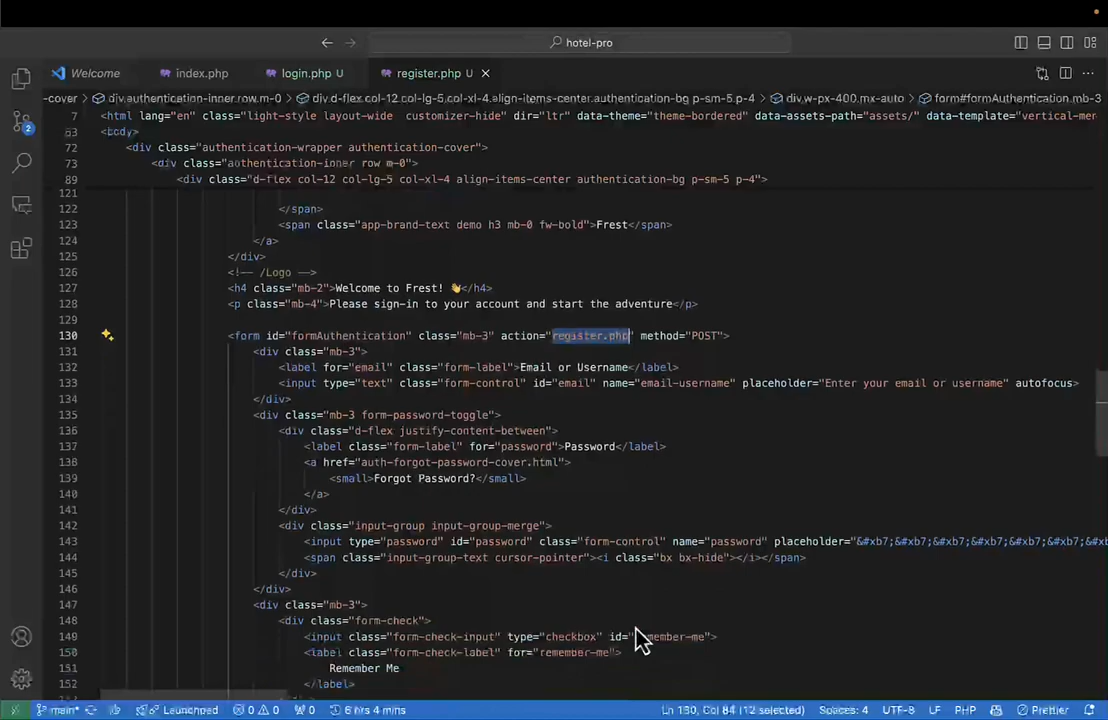 hotel-pro
Welcome
index.php
login.php U
register.php U
-cover > div.authentication-inner.row.m-0 > div.d-flex.col-12.col-lg-5.col-xl-4.align-items-center.authentication-bg.p-sm-5.p-4 > div.w-px-400.mx-auto > form#formAuthentication.mb-3
7 <html lang="en" class="light-style layout-wide customizer-hide" dir="ltr" data-theme="theme-bordered" data-assets-path="assets/" data-template="vertical-mer
63 <body>
72 <div class="authentication-wrapper authentication-cover">
73 <div class="authentication-inner row m-0">
89 <div class="d-flex col-12 col-lg-5 col-xl-4 align-items-center authentication-bg p-sm-5 p-4">
121
122 </span>
123 <span class="app-brand-text demo h3 mb-0 fw-bold">Frest</span>
124 </a>
125 </div>
126 <!-- /Logo -->
127 <h4 class="mb-2">Welcome to Frest! 👋</h4>
128 <p class="mb-4">Please sign-in to your account and start the adventure</p>
129
130 <form id="formAuthentication" class="mb-3" action="register.php" method="POST">
131 <div class="mb-3">
132 <label for="email" class="form-label">Email or Username</label>
133 <input type="text" class="form-control" id="email" name="email-username" placeholder="Enter your email or username" autofocus>
134 </div>
135 <div class="mb-3 form-password-toggle">
136 <div class="d-flex justify-content-between">
137 <label class="form-label" for="password">Password</label>
138 <a href="auth-forgot-password-cover.html">
139 <small>Forgot Password?</small>
140 </a>
141 </div>
142 <div class="input-group input-group-merge">
143 <input type="password" id="password" class="form-control" name="password" placeholder="&#xb7;&#xb7;&#xb7;&#xb7;&#xb7;&#xb7;&#xb
144 <span class="input-group-text cursor-pointer"><i class="bx bx-hide"></i></span>
145 </div>
146 </div>
147 <div class="mb-3">
148 <div class="form-check">
149 <input class="form-check-input" type="checkbox" id="remember-me">
150 <label class="form-check-label" for="remember-me">
151 Remember Me
152 </label>
2
main* Launched 0 0 0 6 hrs 4 mins Ln 130, Col 84 (12 selected) Spaces: 4 UTF-8 LF PHP Prettier